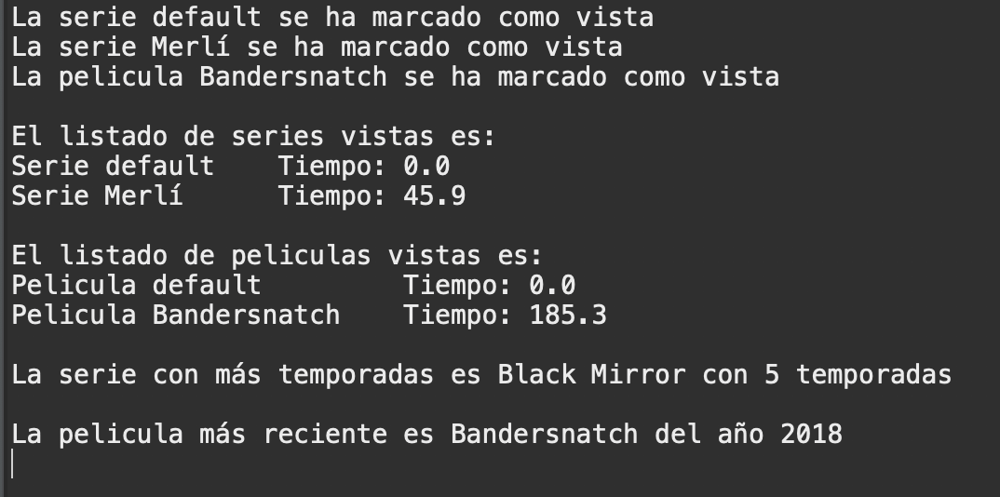 La serie default se ha marcado como vista
La serie Merlí se ha marcado como vista
La pelicula Bandersnatch se ha marcado como vista
El listado de series vistas es:
Serie default    Tiempo: 0.0
Serie Merlí      Tiempo: 45.9
El listado de peliculas vistas es:
Pelicula default         Tiempo: 0.0
Pelicula Bandersnatch    Tiempo: 185.3
La serie con más temporadas es Black Mirror con 5 temporadas
La pelicula más reciente es Bandersnatch del año 2018